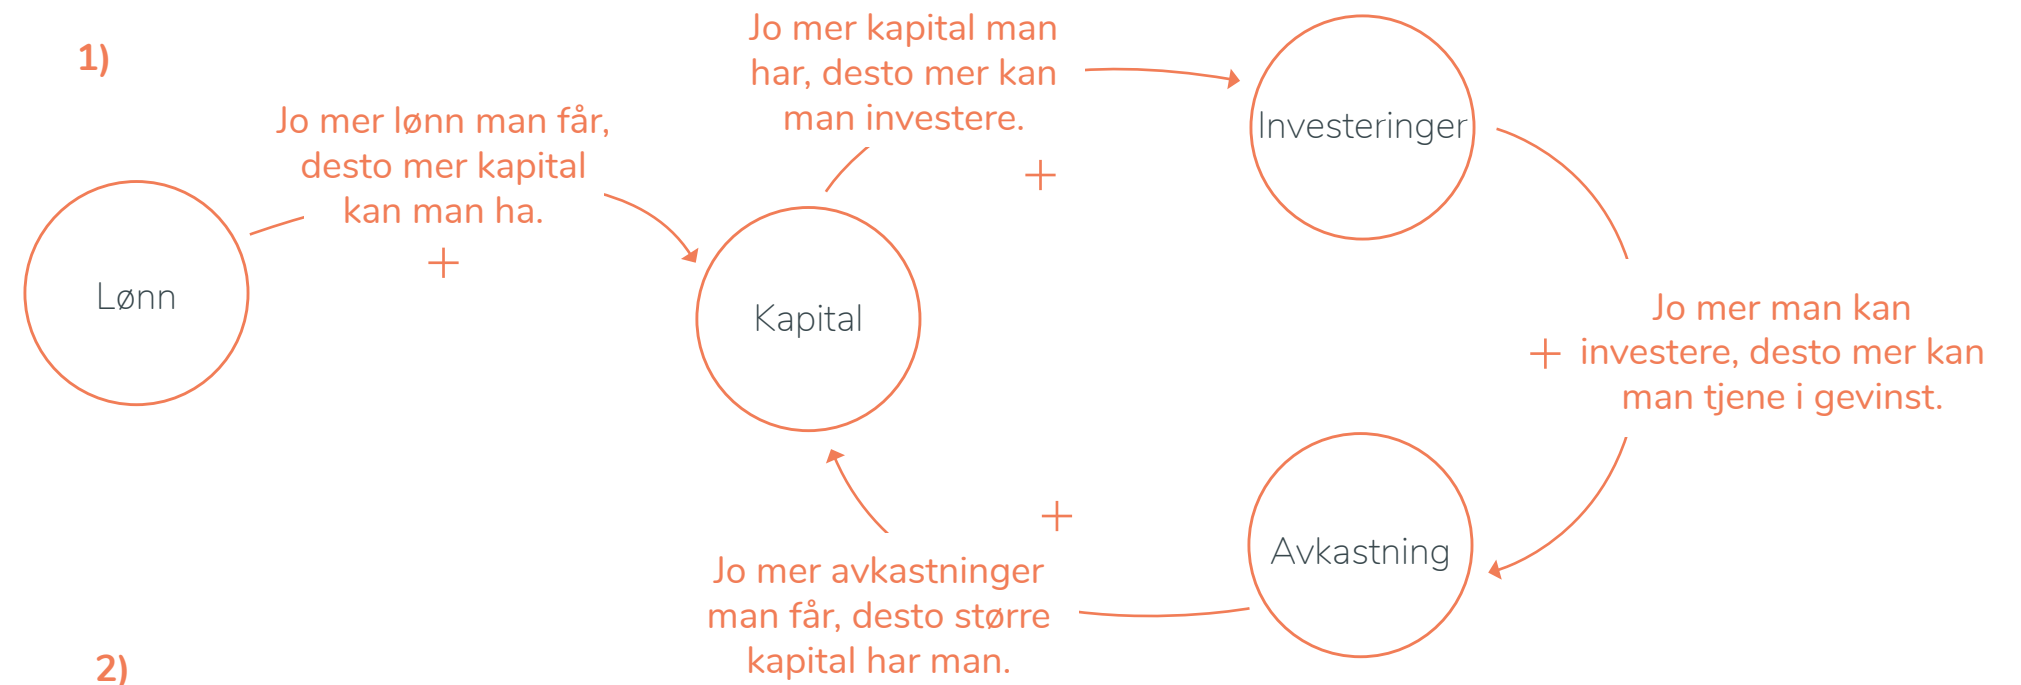 1)
Jo mer lønn man får,
desto mer kapital
kan man ha.
+
Lønn
Jo mer kapital man
har, desto mer kan
man investere.
+
Kapital
Investeringer
Jo mer man kan
+ investere, desto mer kan
man tjene i gevinst.
Avkastning
+
Jo mer avkastninger
man får, desto større
kapital har man.
2)